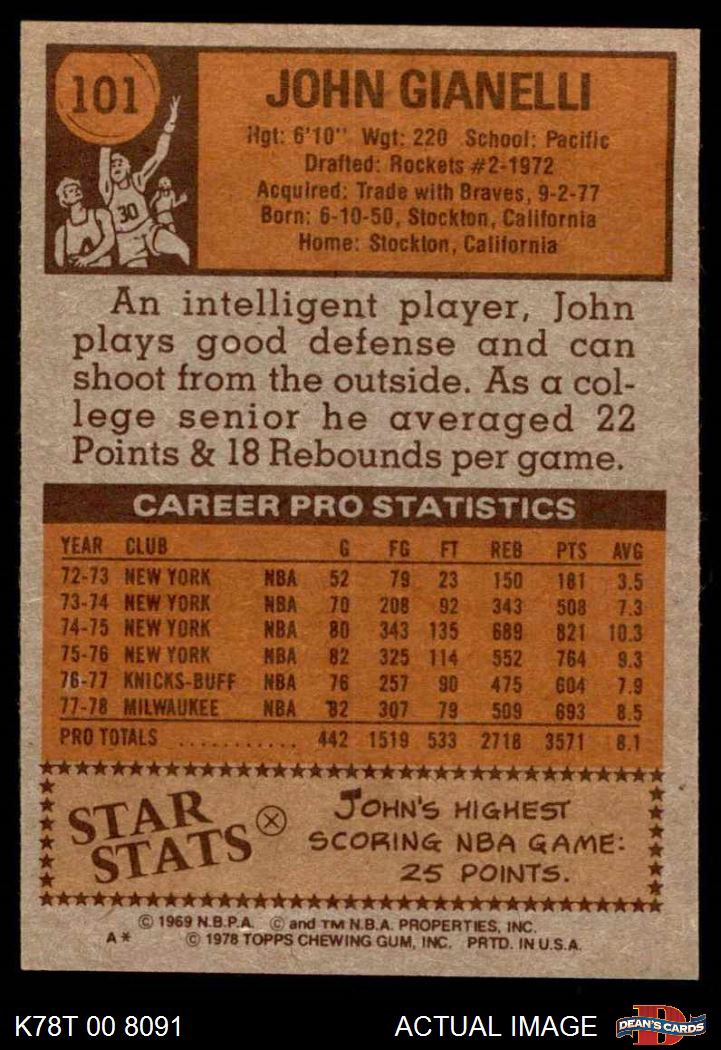 101
JOHN GIANELLI
Hgt: 6'10" Wgt: 220 School: Pacific
Drafted: Rockets #2-1972
Acquired: Trade with Braves, 9-2-77
Born: 6-10-50, Stockton, California
Home: Stockton, California
30
An intelligent player, John
plays good defense and can
shoot from the outside. As a col-
lege senior he averaged 22
Points & 18 Rebounds per game.
CAREER PRO STATISTICS
YEAR CLUB G FG FT REB PTS AVG
72-73 NEW YORK NBA 52 79 23 150 181 3.5
73-74 NEW YORK NBA 70 208 92 343 508 7.3
74-75 NEW YORK NBA 80 343 135 689 821 10.3
75-76 NEW YORK NBA 82 325 114 552 764 9.3
76-77 KNICKS-BUFF NBA 76 257 90 475 604 7.9
77-78 MILWAUKEE NBA 82 307 79 509 693 8.5
PRO TOTALS ........... 442 1519 533 2718 3571 8.1
STAR
STATS
JOHN'S HIGHEST
SCORING NBA GAME:
25 POINTS.
© 1969 N.B.P.A. © and TM N.B.A. PROPERTIES, INC.
A* © 1978 TOPPS CHEWING GUM, INC. PRTD. IN U.S.A.
K78T 00 8091 ACTUAL IMAGE
D
DEAN'S CARDS